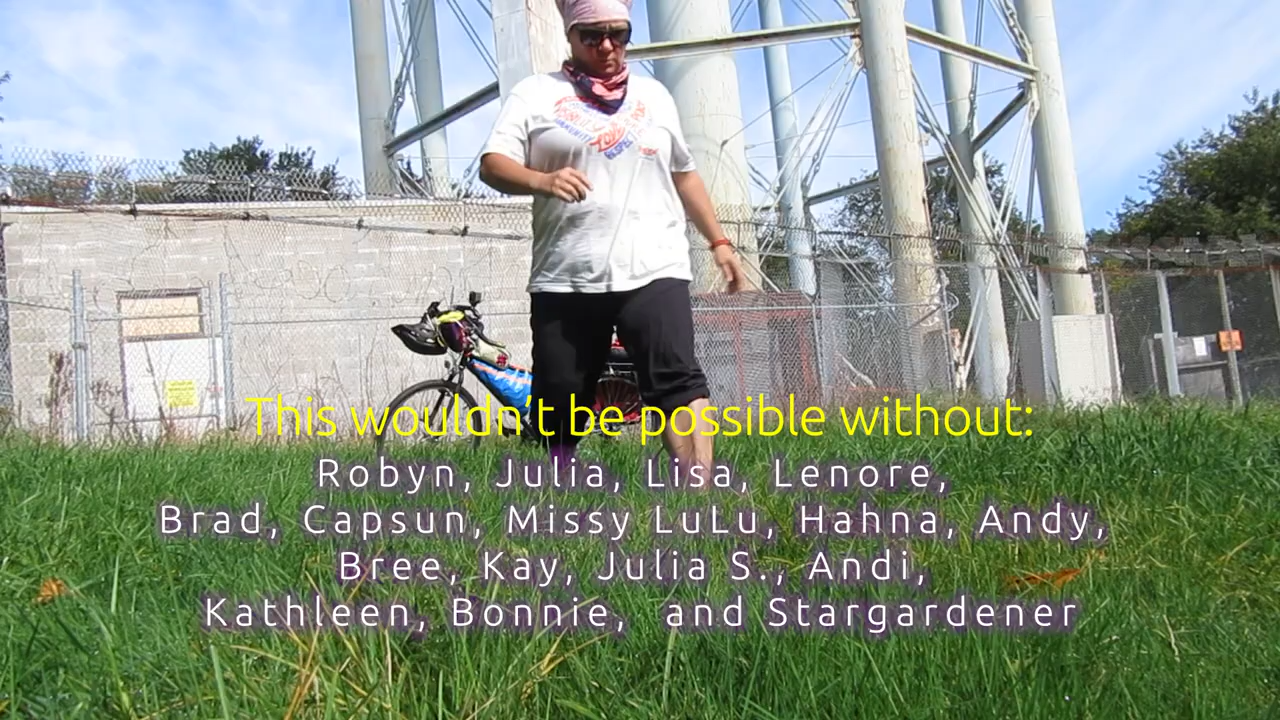 This wouldn't be possible without:
Robyn, Julia, Lisa, Lenore,
Brad, Capsun, Missy LuLu, Hahna, Andy,
Bree, Kay, Julia S., Andi,
Kathleen, Bonnie, and Stargardener